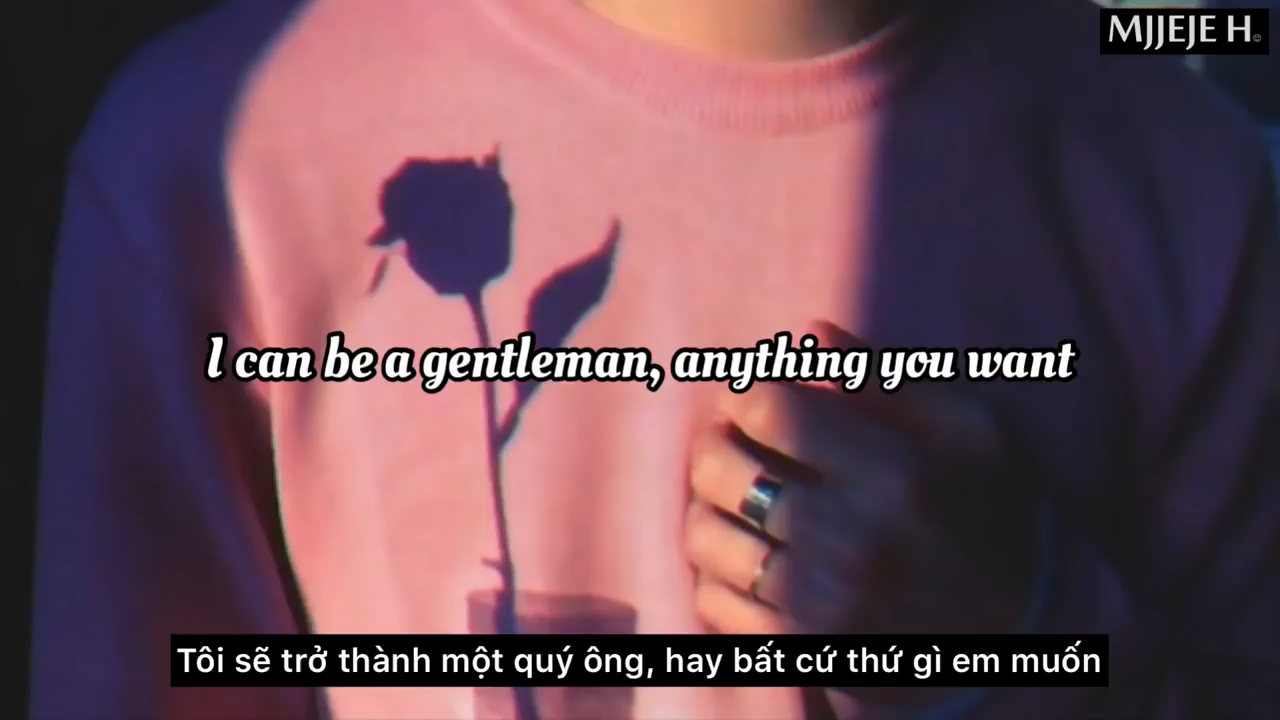 MJJEJE H.©
I can be a gentleman, anything you want
Tôi sẽ trở thành một quý ông, hay bất cứ thứ gì em muốn